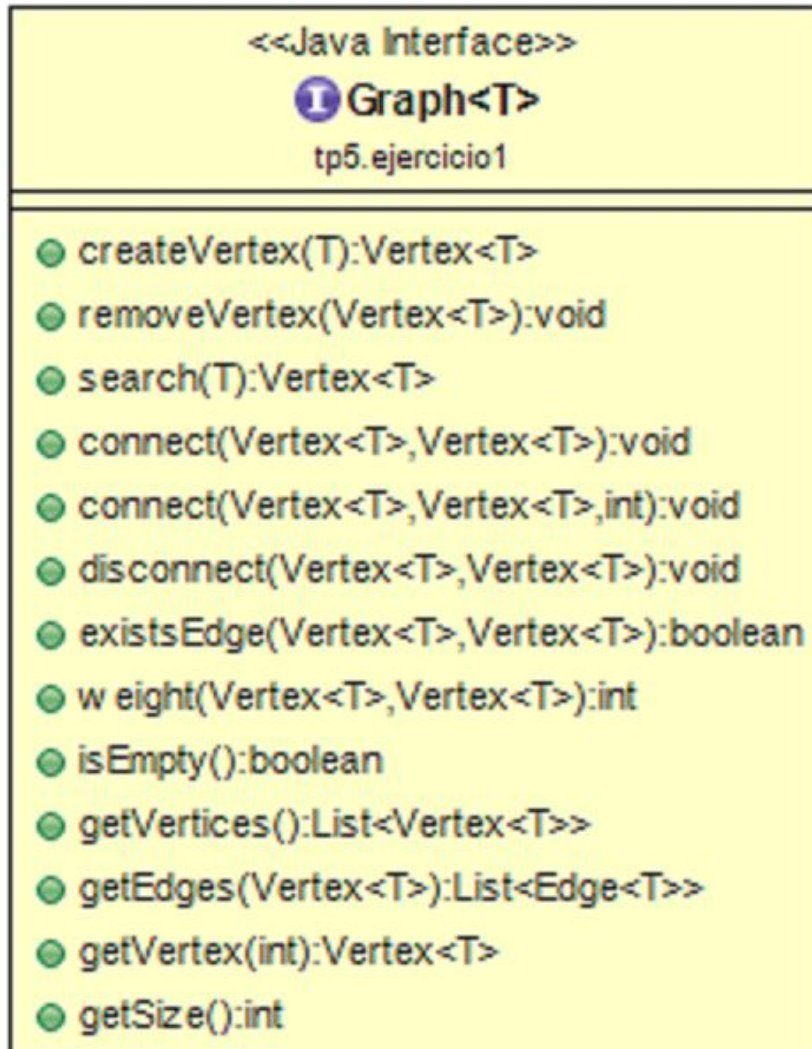 <<Java Interface>>
I Graph<T>
tp5.ejercicio1
createVertex(T):Vertex<T>
removeVertex(Vertex<T>):void
search(T):Vertex<T>
connect(Vertex<T>,Vertex<T>):void
connect(Vertex<T>,Vertex<T>,int):void
disconnect(Vertex<T>,Vertex<T>):void
existsEdge(Vertex<T>,Vertex<T>):boolean
w eight(Vertex<T>,Vertex<T>):int
isEmpty():boolean
getVertices():List<Vertex<T>>
getEdges(Vertex<T>):List<Edge<T>>
getVertex(int):Vertex<T>
getSize():int